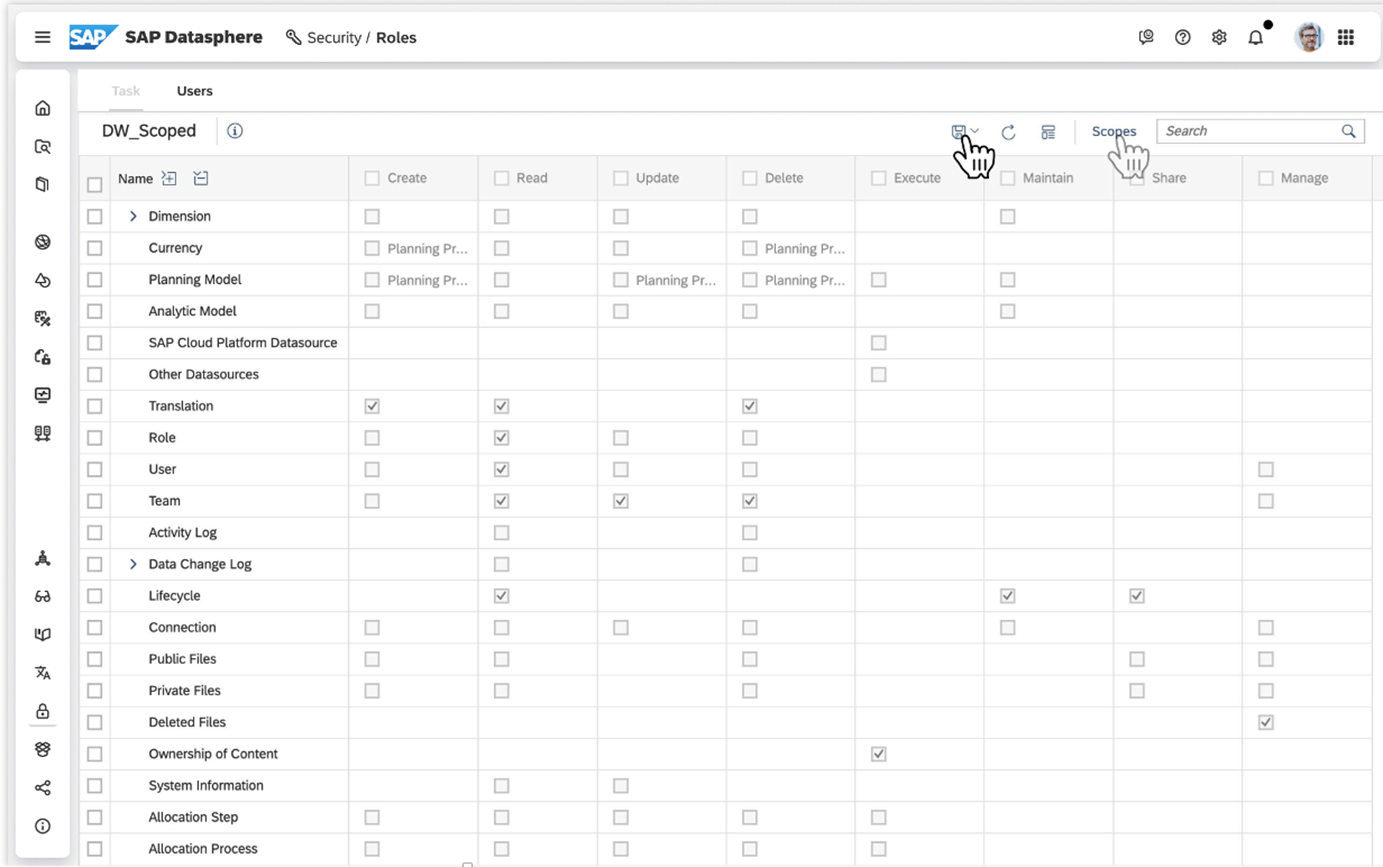 SAP SAP Datasphere Security / Roles
Task Users
DW_Scoped Scopes Search
Name Create Read Update Delete Execute Maintain Share Manage
Dimension
Currency Planning Pr... Planning Pr...
Planning Model Planning Pr... Planning Pr... Planning Pr...
Analytic Model
SAP Cloud Platform Datasource
Other Datasources
Translation
Role
User
Team
Activity Log
Data Change Log
Lifecycle
Connection
Public Files
Private Files
Deleted Files
Ownership of Content
System Information
Allocation Step
Allocation Process